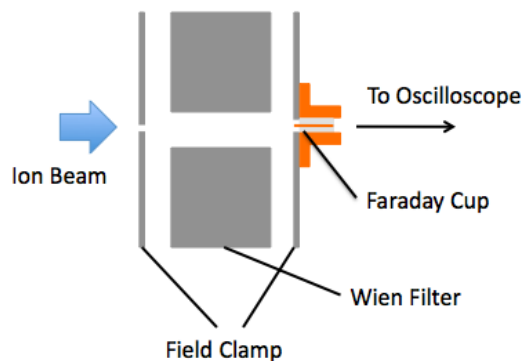 To Oscilloscope
Ion Beam
Faraday Cup
Wien Filter
Field Clamp